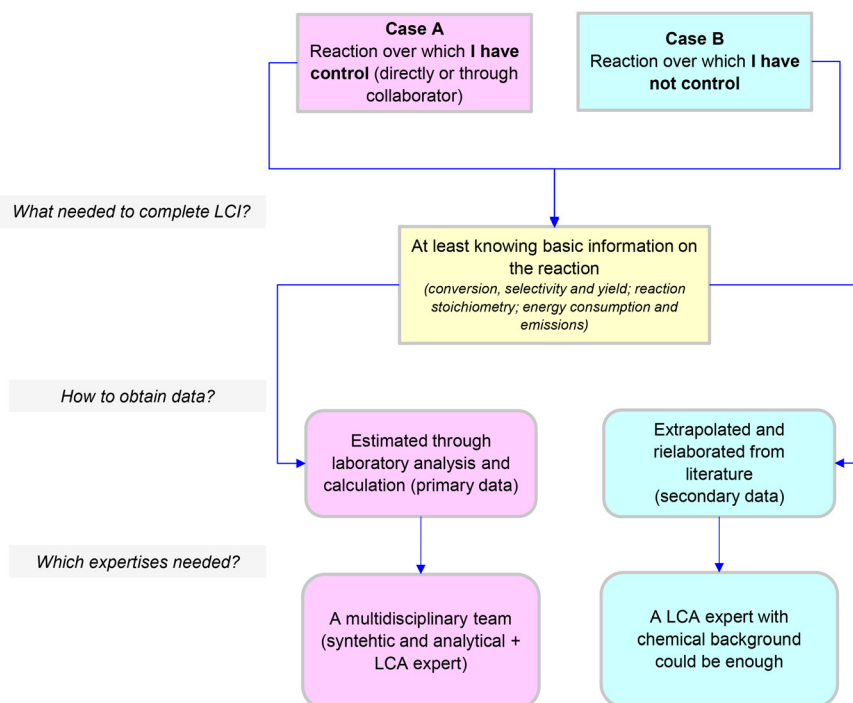 Case A
Reaction over which I have
control (directly or through
collaborator)
Case B
Reaction over which I have
not control
What needed to complete LCI?
At least knowing basic information on
the reaction
(conversion, selectivity and yield; reaction
stoichiometry; energy consumption and
emissions)
How to obtain data?
Estimated through
laboratory analysis and
calculation (primary data)
Extrapolated and
rielaborated from
literature
(secondary data)
Which expertises needed?
A multidisciplinary team
(syntehtic and analytical +
LCA expert)
A LCA expert with
chemical background
could be enough